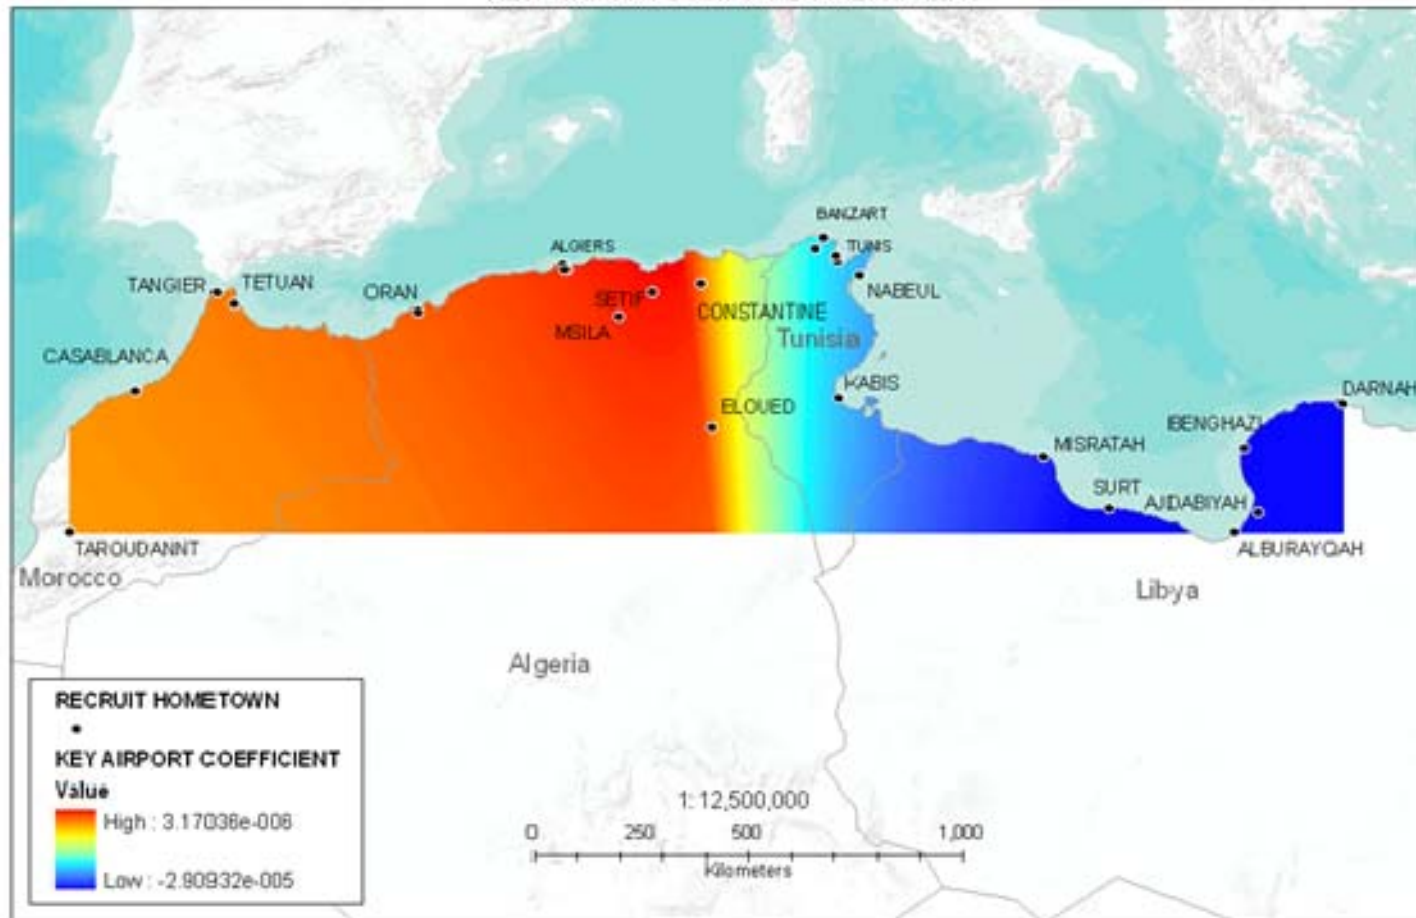 BANZART
ALGIERS
TUNIS
TANGIER
TETUAN
ORAN
SETIF
CONSTANTINE
NABEUL
MSILA
Tunisia
CASABLANCA
KABIS
DARNAH
ELOUED
IBENGHAZI
MISRATAH
SURT
AJIDABIYAH
TAROUDANNT
ALBURAYQAH
Morocco
Libya
Algeria
RECRUIT HOMETOWN
KEY AIRPORT COEFFICIENT
Value
High : 3.17036e-006
Low : -2.90932e-005
1: 12,500,000
0 250 500 1,000
Kilometers